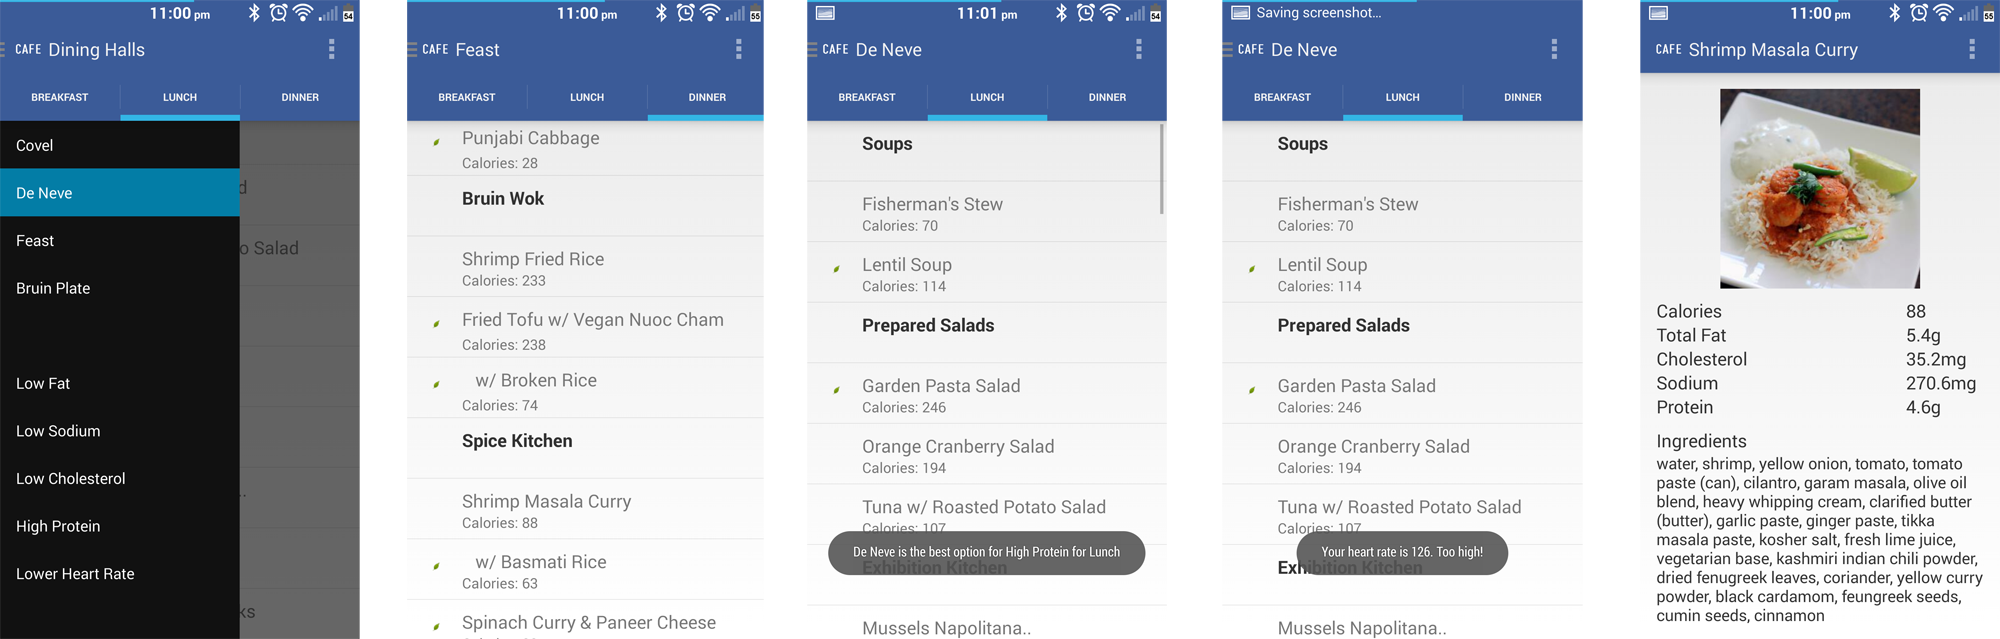 11:00 pm
54
CAFE Dining Halls
BREAKFAST
LUNCH
DINNER
Covel
De Neve
Feast
Bruin Plate
Low Fat
Low Sodium
Low Cholesterol
High Protein
Lower Heart Rate
d
o Salad
..
ks
11:00 pm
55
CAFE Feast
BREAKFAST
LUNCH
DINNER
Punjabi Cabbage
Calories: 28
Bruin Wok
Shrimp Fried Rice
Calories: 233
Fried Tofu w/ Vegan Nuoc Cham
Calories: 238
w/ Broken Rice
Calories: 74
Spice Kitchen
Shrimp Masala Curry
Calories: 88
w/ Basmati Rice
Calories: 63
Spinach Curry & Paneer Cheese
11:01 pm
54
CAFE De Neve
BREAKFAST
LUNCH
DINNER
Soups
Fisherman's Stew
Calories: 70
Lentil Soup
Calories: 114
Prepared Salads
Garden Pasta Salad
Calories: 246
Orange Cranberry Salad
Calories: 194
Tuna w/ Roasted Potato Salad
Calories: 107
De Neve is the best option for High Protein for Lunch
Exhibition Kitchen
Mussels Napolitana..
Saving screenshot...
CAFE De Neve
BREAKFAST
LUNCH
DINNER
Soups
Fisherman's Stew
Calories: 70
Lentil Soup
Calories: 114
Prepared Salads
Garden Pasta Salad
Calories: 246
Orange Cranberry Salad
Calories: 194
Tuna w/ Roasted Potato Salad
Calories: 107
Your heart rate is 126. Too high!
Exhibition Kitchen
Mussels Napolitana..
11:00 pm
55
CAFE Shrimp Masala Curry
Calories 88
Total Fat 5.4g
Cholesterol 35.2mg
Sodium 270.6mg
Protein 4.6g
Ingredients
water, shrimp, yellow onion, tomato, tomato
paste (can), cilantro, garam masala, olive oil
blend, heavy whipping cream, clarified butter
(butter), garlic paste, ginger paste, tikka
masala paste, kosher salt, fresh lime juice,
vegetarian base, kashmiri indian chili powder,
dried fenugreek leaves, coriander, yellow curry
powder, black cardamom, feungreek seeds,
cumin seeds, cinnamon